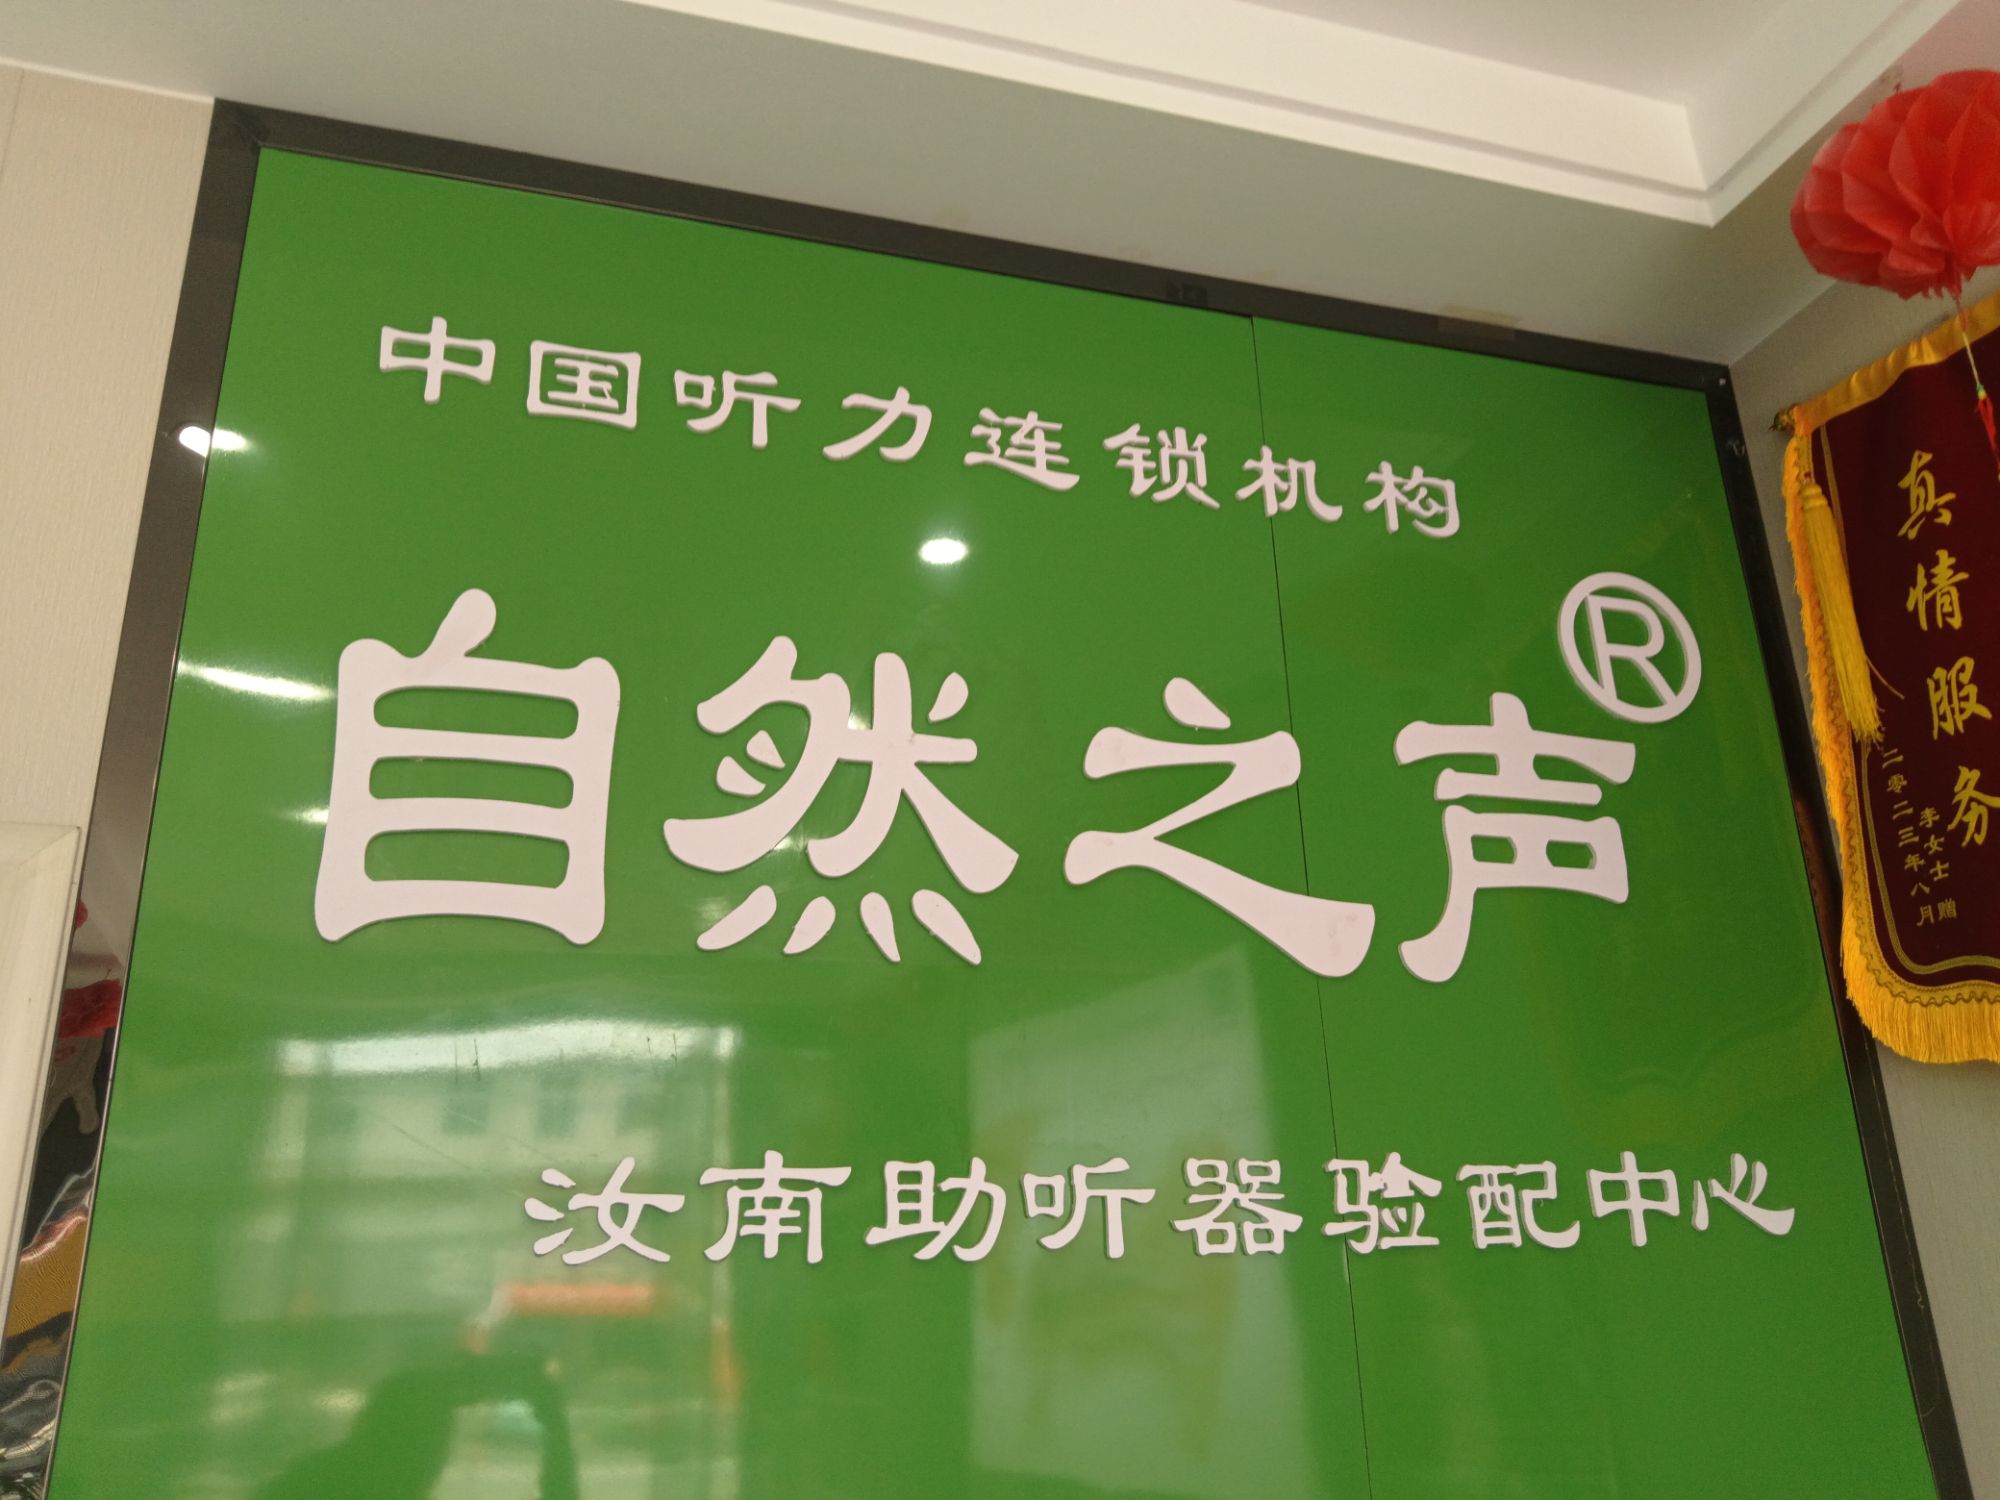 中国听力连锁机构
自然之声®
汝南助听器验配中心
真情服务
李女士 赠
二零二三年八月